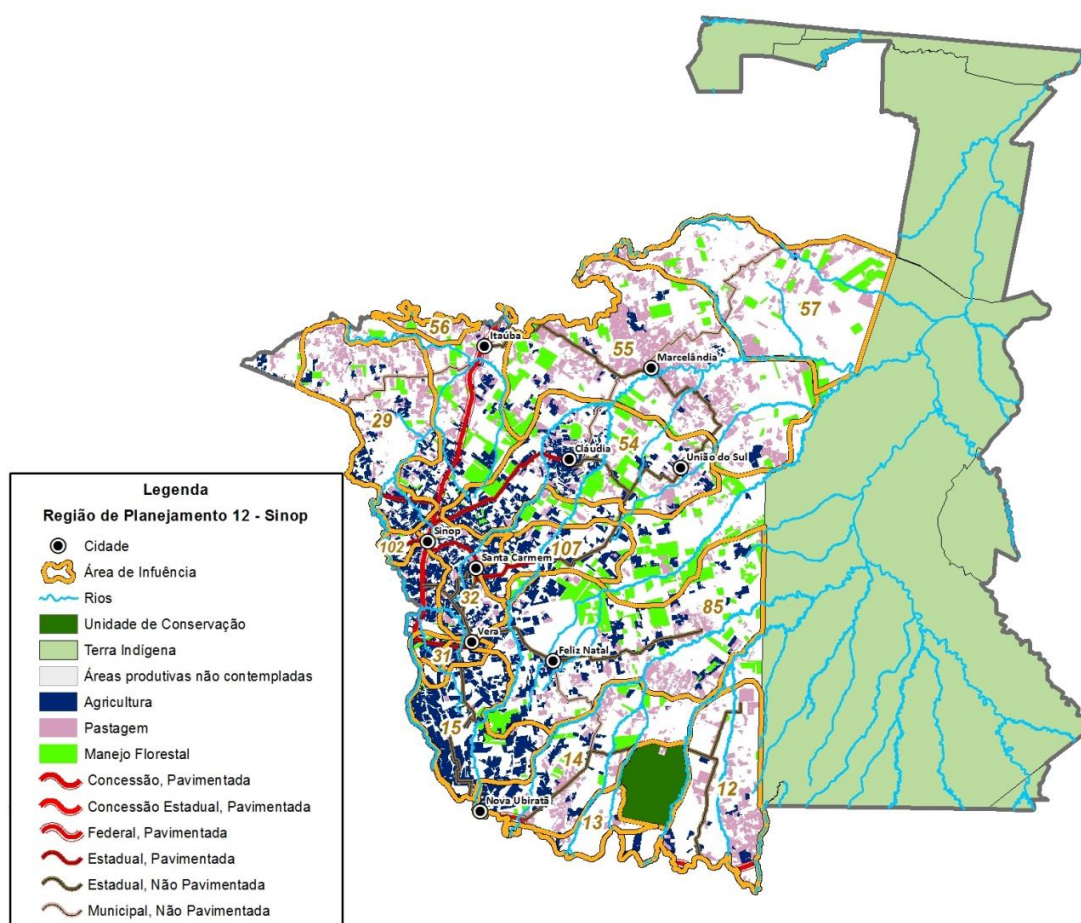 57
56
Itaúba
55
Marcelândia
29
54
Cláudia
União do Sul
Sinop
102
107
Santa Carmem
32
85
Vera
31
Feliz Natal
15
14
12
13
Nova Ubiratã
Legenda
Região de Planejamento 12 - Sinop
Cidade
Área de Infuência
Rios
Unidade de Conservação
Terra Indígena
Áreas produtivas não contempladas
Agricultura
Pastagem
Manejo Florestal
Concessão, Pavimentada
Concessão Estadual, Pavimentada
Federal, Pavimentada
Estadual, Pavimentada
Estadual, Não Pavimentada
Municipal, Não Pavimentada